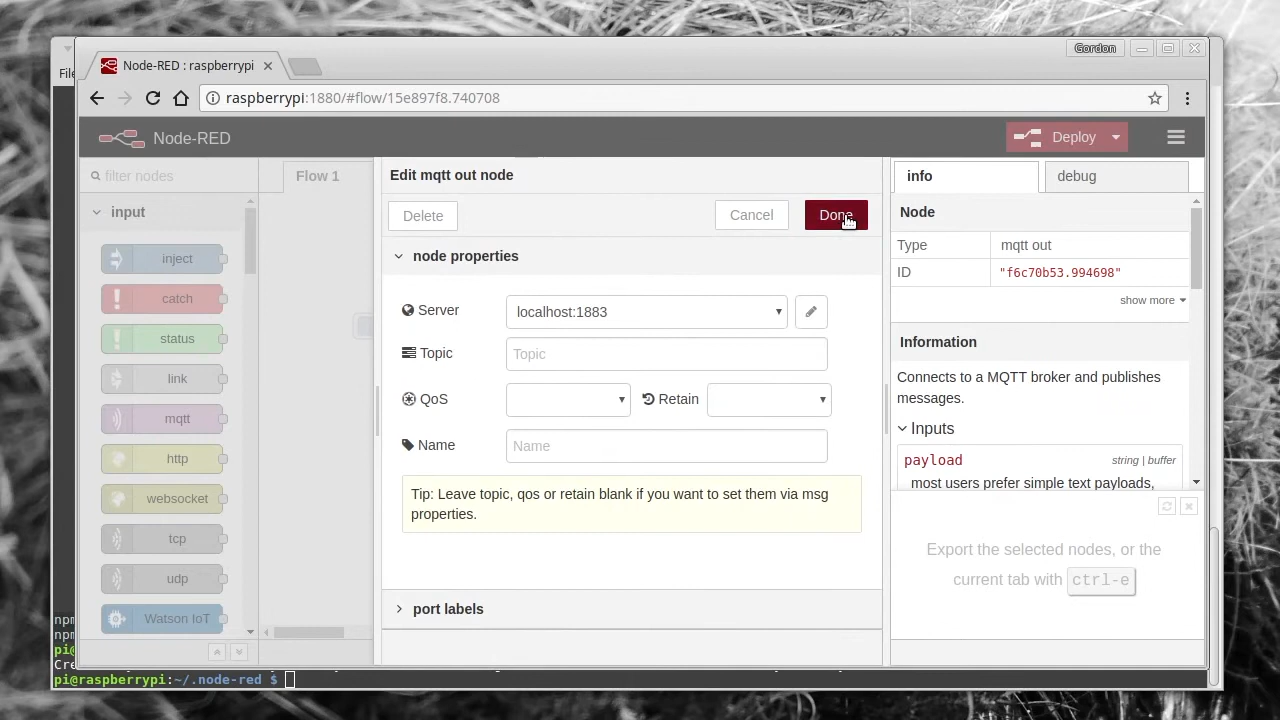 Gordon
File
Node-RED : raspberrypi
raspberrypi:1880/#flow/15e897f8.740708
Node-RED
Deploy
filter nodes
Flow 1
input
inject
catch
status
link
mqtt
http
websocket
tcp
udp
Watson IoT
Edit mqtt out node
Delete
Cancel
Done
node properties
Server
localhost:1883
Topic
Topic
QoS
Retain
Name
Name
Tip: Leave topic, qos or retain blank if you want to set them via msg
properties.
port labels
info
debug
Node
Type
mqtt out
ID
"f6c70b53.994698"
show more
Information
Connects to a MQTT broker and publishes
messages.
Inputs
payload
string | buffer
most users prefer simple text payloads,
Export the selected nodes, or the
current tab with ctrl-e
npm
npm
pi@
Cre
pi@raspberrypi:~/.node-red $